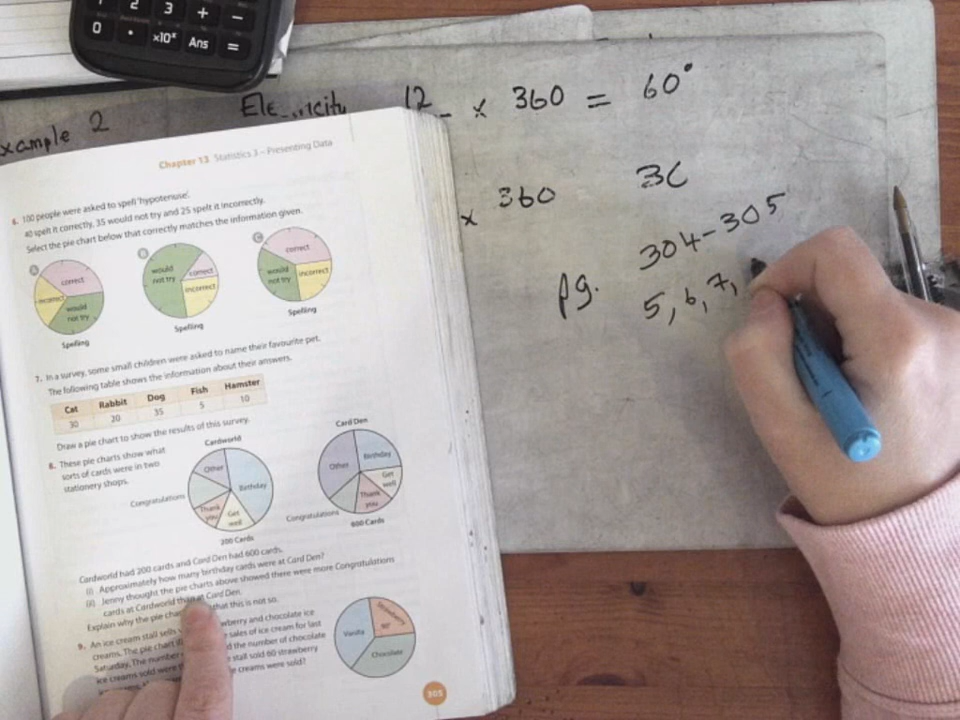 1 2 3 + −
0 • ×10ˣ Ans =
xample 2
12 × 360 = 60°
× 360 30
pg. 304-305
5, 6, 7,
Chapter 13 Statistics 3 – Presenting Data
6. 100 people were asked to spell 'hypotenuse'.
40 spelt it correctly, 35 would not try and 25 spelt it incorrectly.
Select the pie chart below that correctly matches the information given.
A B C
correct incorrect would not try
would not try correct incorrect
correct would not try incorrect
Spelling Spelling Spelling
7. In a survey, some small children were asked to name their favourite pet.
The following table shows the information about their answers.
Cat Rabbit Dog Fish Hamster
30 20 35 5 10
Draw a pie chart to show the results of this survey.
8. These pie charts show what
sorts of cards were in two
stationery shops.
Cardworld
Other Birthday Congratulations Thank you Get well
200 Cards
Card Den
Other Birthday Get well Thank you Congratulations
600 Cards
Cardworld had 200 cards and Card Den had 600 cards.
(i) Approximately how many birthday cards were at Card Den?
(ii) Jenny thought the pie charts above showed there were more Congratulations
cards at Cardworld than at Card Den.
Explain why the pie that this is not so.
9. An ice cream stall sells and chocolate ice
creams. The pie chart sales of ice cream for last
Saturday. The number the number of chocolate
ice creams sold were stall sold 60 strawberry
creams were sold?
Vanilla Strawberry 90° Chocolate
305